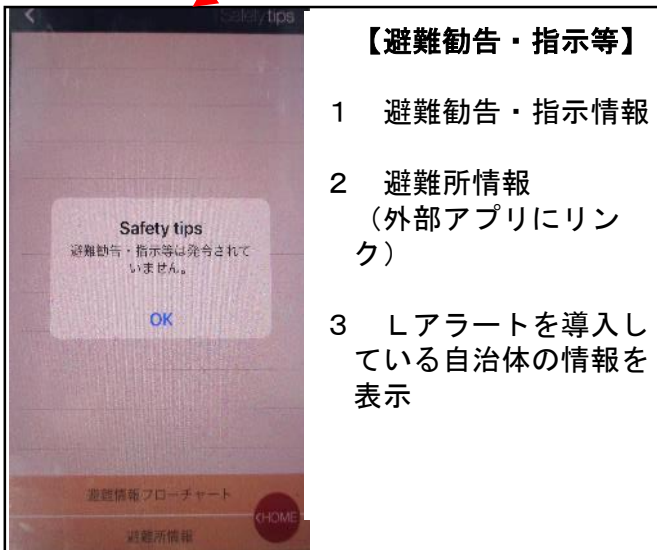 Safety tips
Safety tips
避難勧告・指示等は発令されて
いません。
OK
避難情報フローチャート
<HOME
避難所情報
【避難勧告・指示等】
1　避難勧告・指示情報
2　避難所情報
（外部アプリにリン
ク）
3　Ｌアラートを導入し
ている自治体の情報を
表示